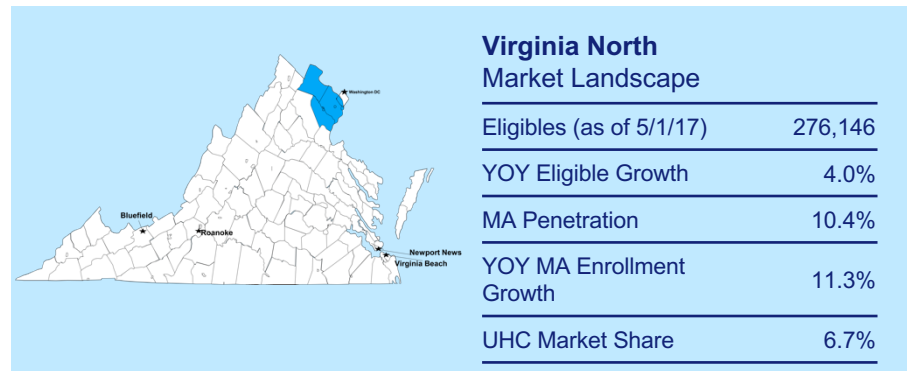 Virginia North
Market Landscape
Washington DC
Eligibles (as of 5/1/17) 276,146
YOY Eligible Growth 4.0%
MA Penetration 10.4%
Bluefield
Roanoke
YOY MA Enrollment
Growth 11.3%
Newport News
Virginia Beach
UHC Market Share 6.7%